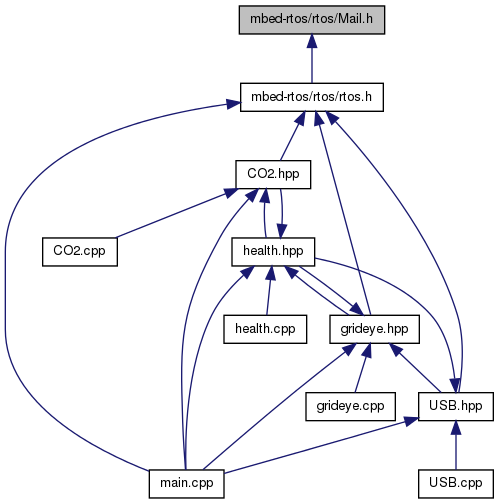 mbed-rtos/rtos/Mail.h
mbed-rtos/rtos/rtos.h
CO2.hpp
CO2.cpp
health.hpp
health.cpp
grideye.hpp
grideye.cpp
USB.hpp
main.cpp
USB.cpp